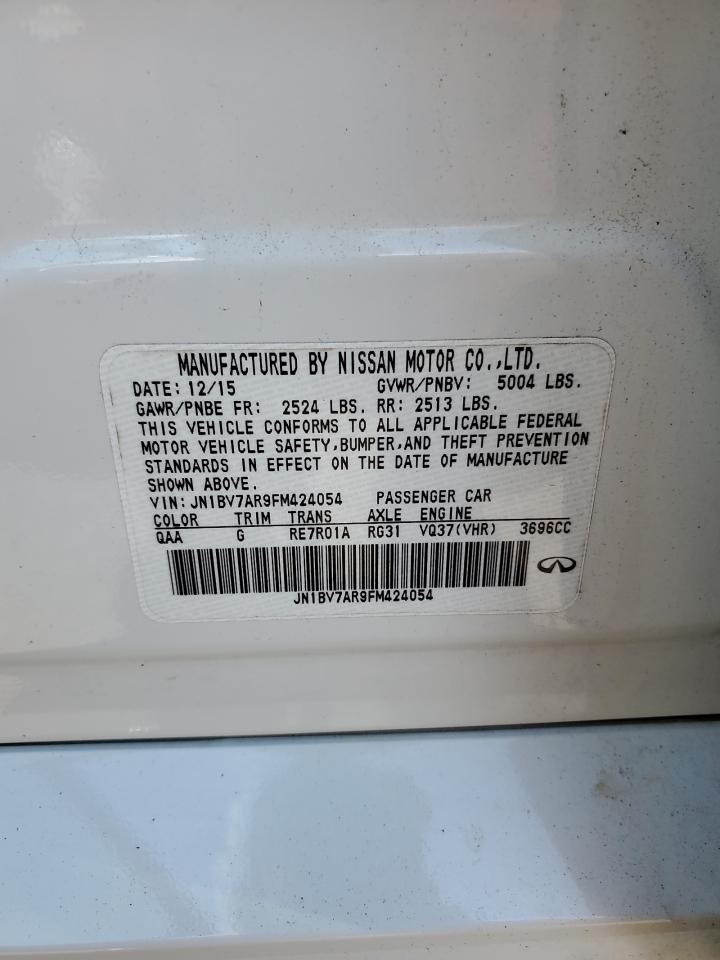 MANUFACTURED BY NISSAN MOTOR CO.,LTD.
DATE: 12/15 GVWR/PNBV: 5004 LBS.
GAWR/PNBE FR: 2524 LBS. RR: 2513 LBS.
THIS VEHICLE CONFORMS TO ALL APPLICABLE FEDERAL
MOTOR VEHICLE SAFETY,BUMPER,AND THEFT PREVENTION
STANDARDS IN EFFECT ON THE DATE OF MANUFACTURE
SHOWN ABOVE.
VIN: JN1BV7AR9FM424054 PASSENGER CAR
COLOR TRIM TRANS AXLE ENGINE
QAA G RE7R01A RG31 VQ37(VHR) 3696CC
JN1BV7AR9FM424054